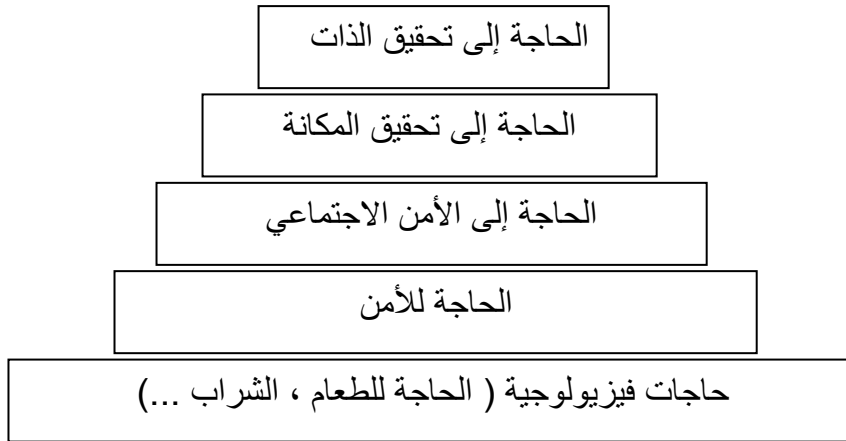 الحاجة إلى تحقيق الذات
الحاجة إلى تحقيق المكانة
الحاجة إلى الأمن الاجتماعي
الحاجة للأمن
حاجات فيزيولوجية ( الحاجة للطعام ، الشراب ...)